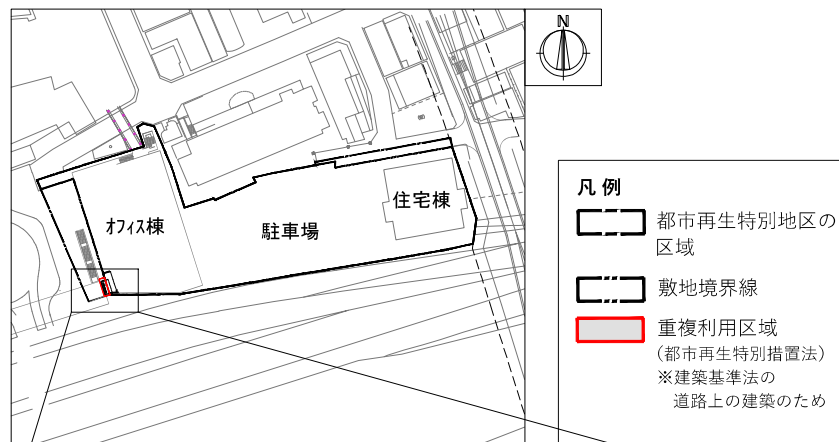 N
オフィス棟
駐車場
住宅棟
凡例
都市再生特別地区の
区域
敷地境界線
重複利用区域
(都市再生特別措置法)
※建築基準法の
道路上の建築のため